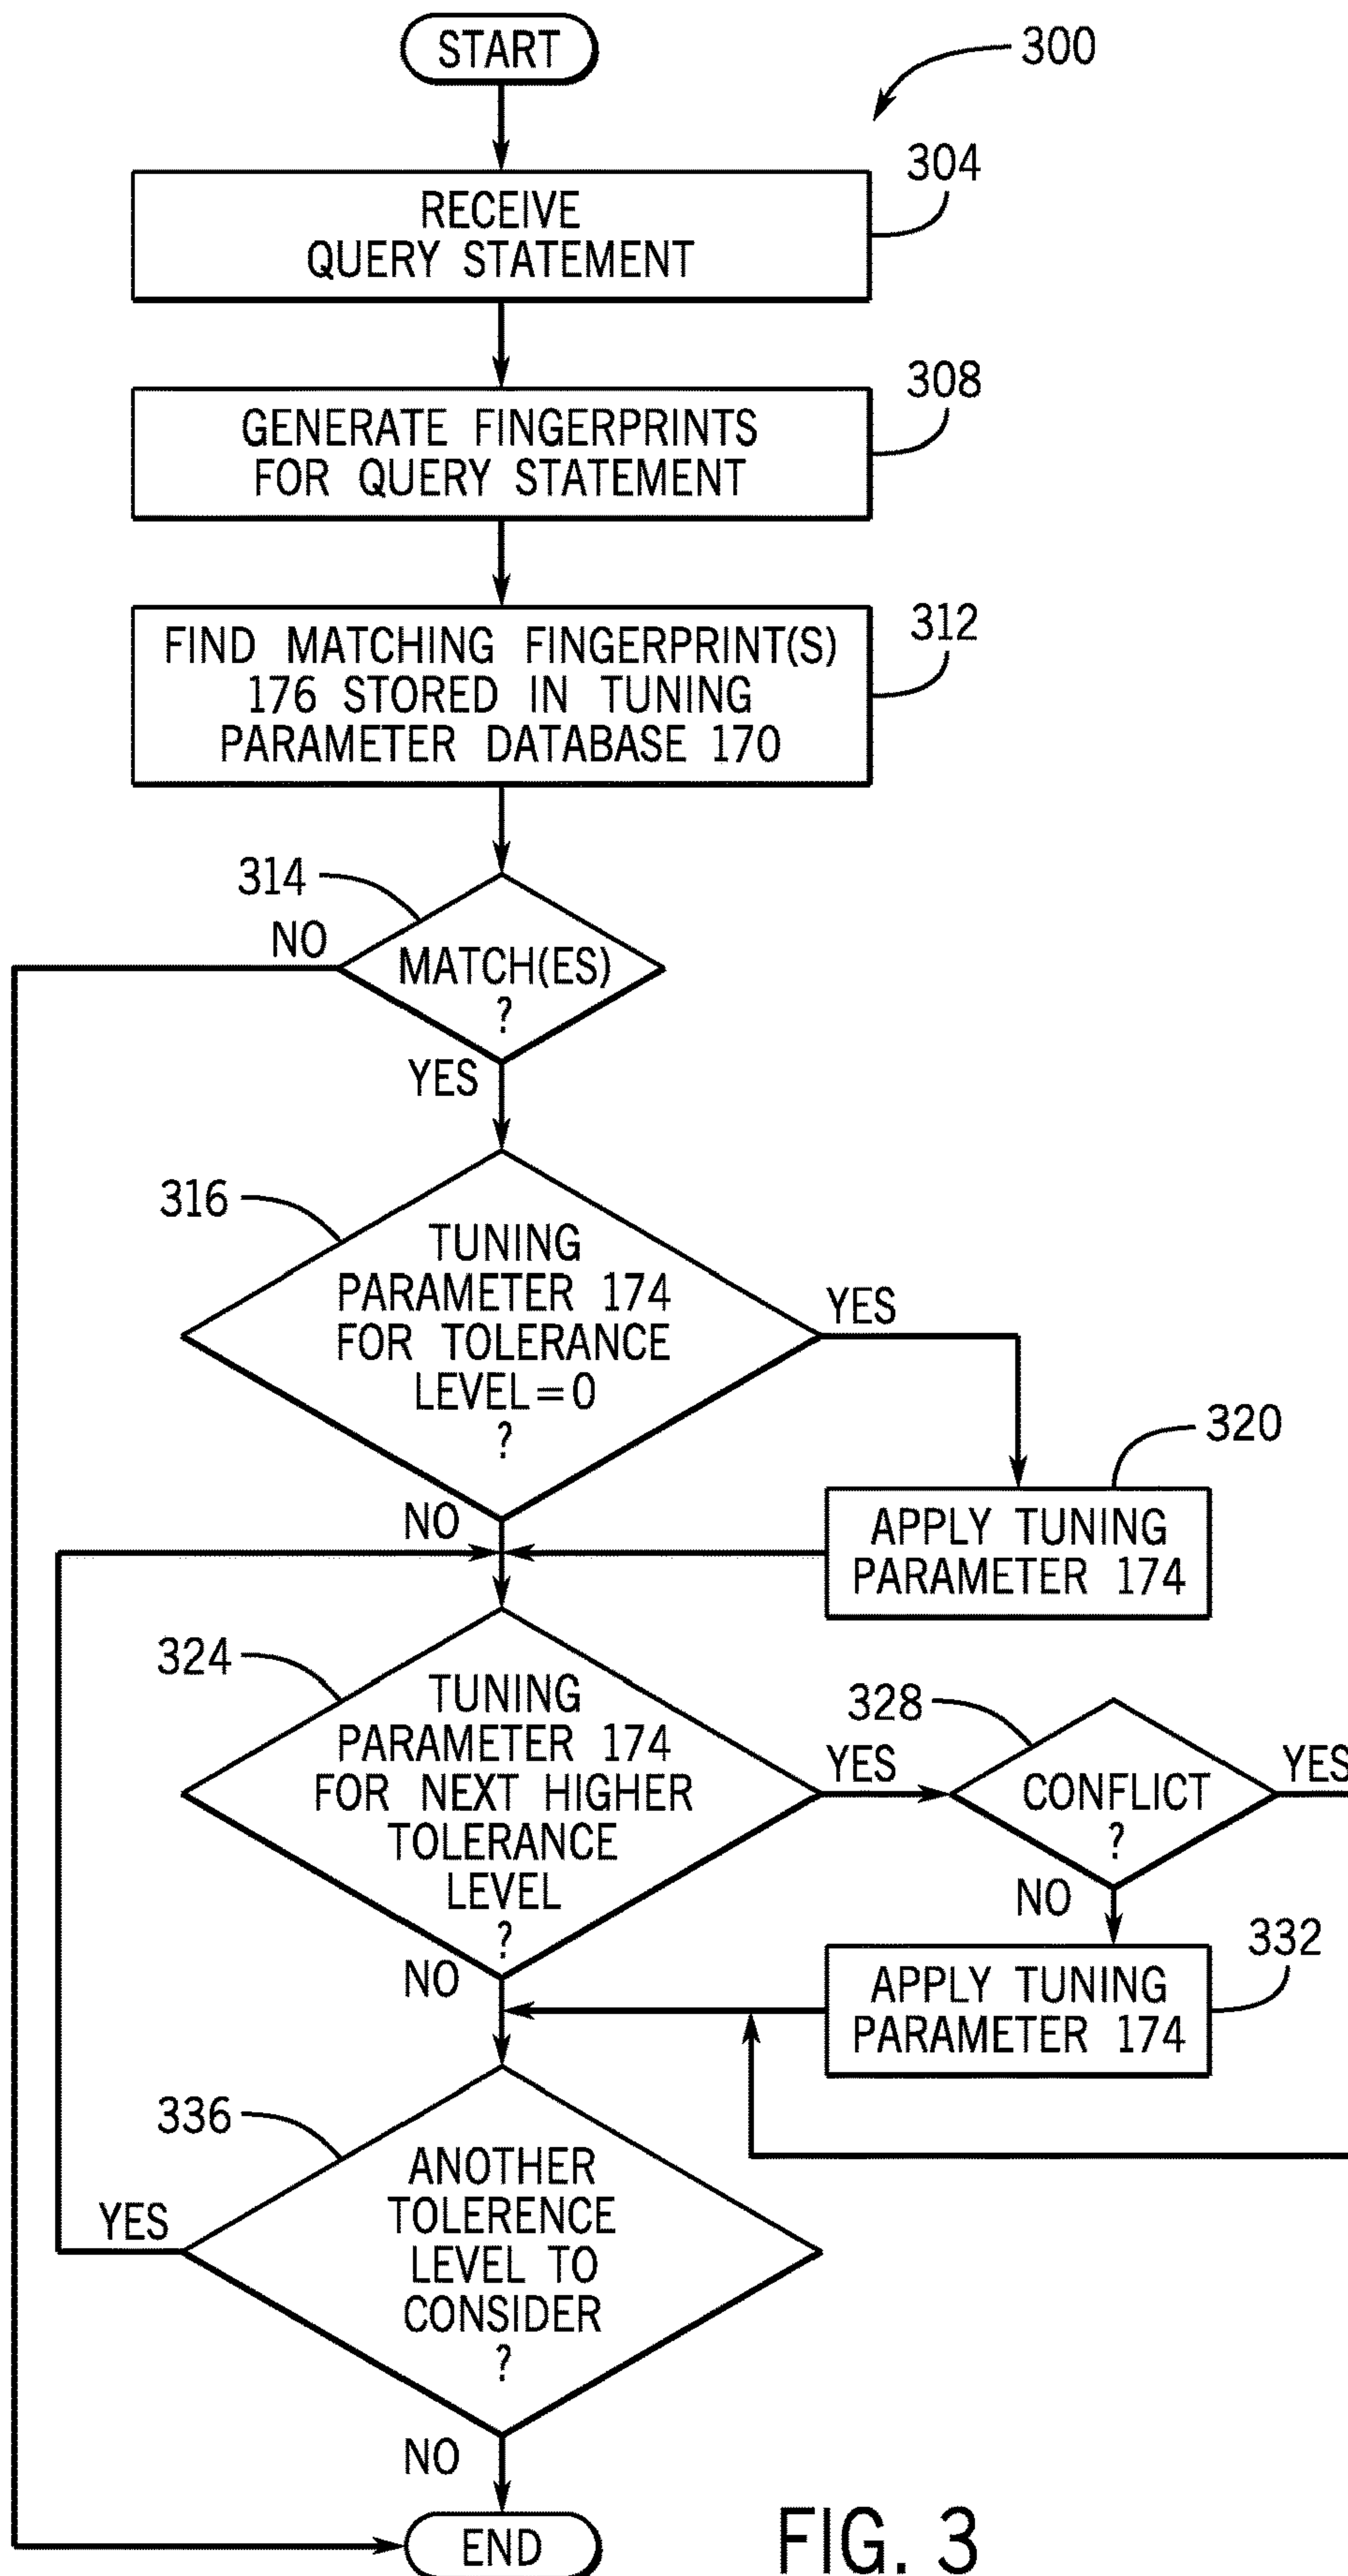 START
300
304
RECEIVE
QUERY STATEMENT
308
GENERATE FINGERPRINTS
FOR QUERY STATEMENT
312
FIND MATCHING FINGERPRINT(S)
176 STORED IN TUNING
PARAMETER DATABASE 170
314
NO
MATCH(ES)
?
YES
316
TUNING
PARAMETER 174
FOR TOLERANCE
LEVEL=0
?
YES
NO
320
APPLY TUNING
PARAMETER 174
324
TUNING
PARAMETER 174
FOR NEXT HIGHER
TOLERANCE
LEVEL
?
YES
328
CONFLICT
?
YES
NO
NO
332
APPLY TUNING
PARAMETER 174
336
ANOTHER
TOLERENCE
LEVEL TO
CONSIDER
?
YES
NO
END
FIG. 3